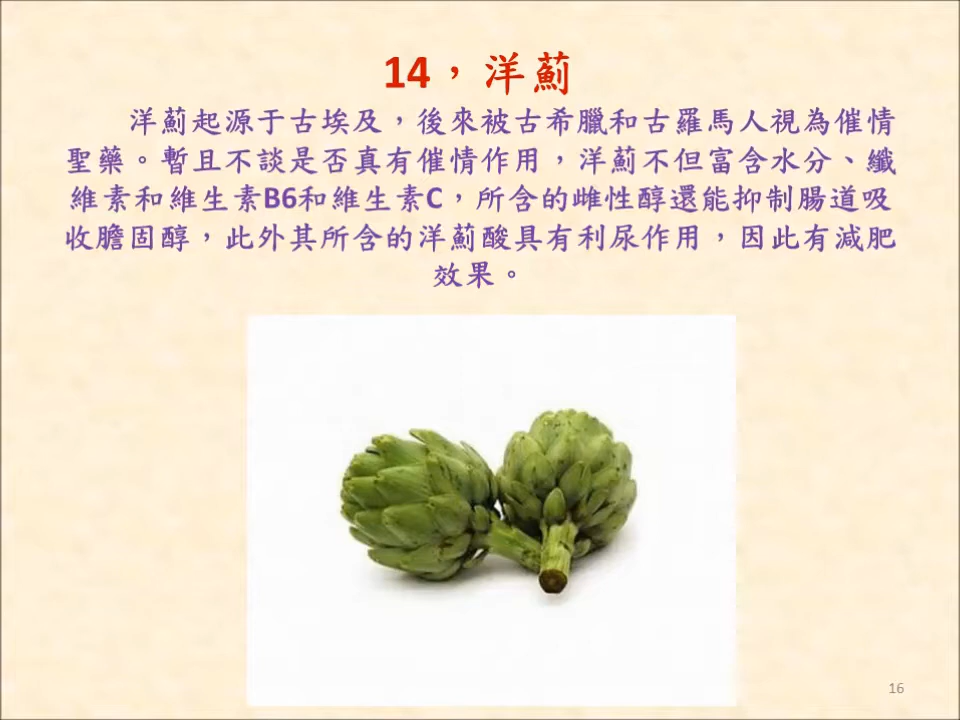 14，洋薊
洋薊起源于古埃及，後來被古希臘和古羅馬人視為催情
聖藥。暫且不談是否真有催情作用，洋薊不但富含水分、纖
維素和維生素B6和維生素C，所含的雌性醇還能抑制腸道吸
收膽固醇，此外其所含的洋薊酸具有利尿作用，因此有減肥
效果。
16